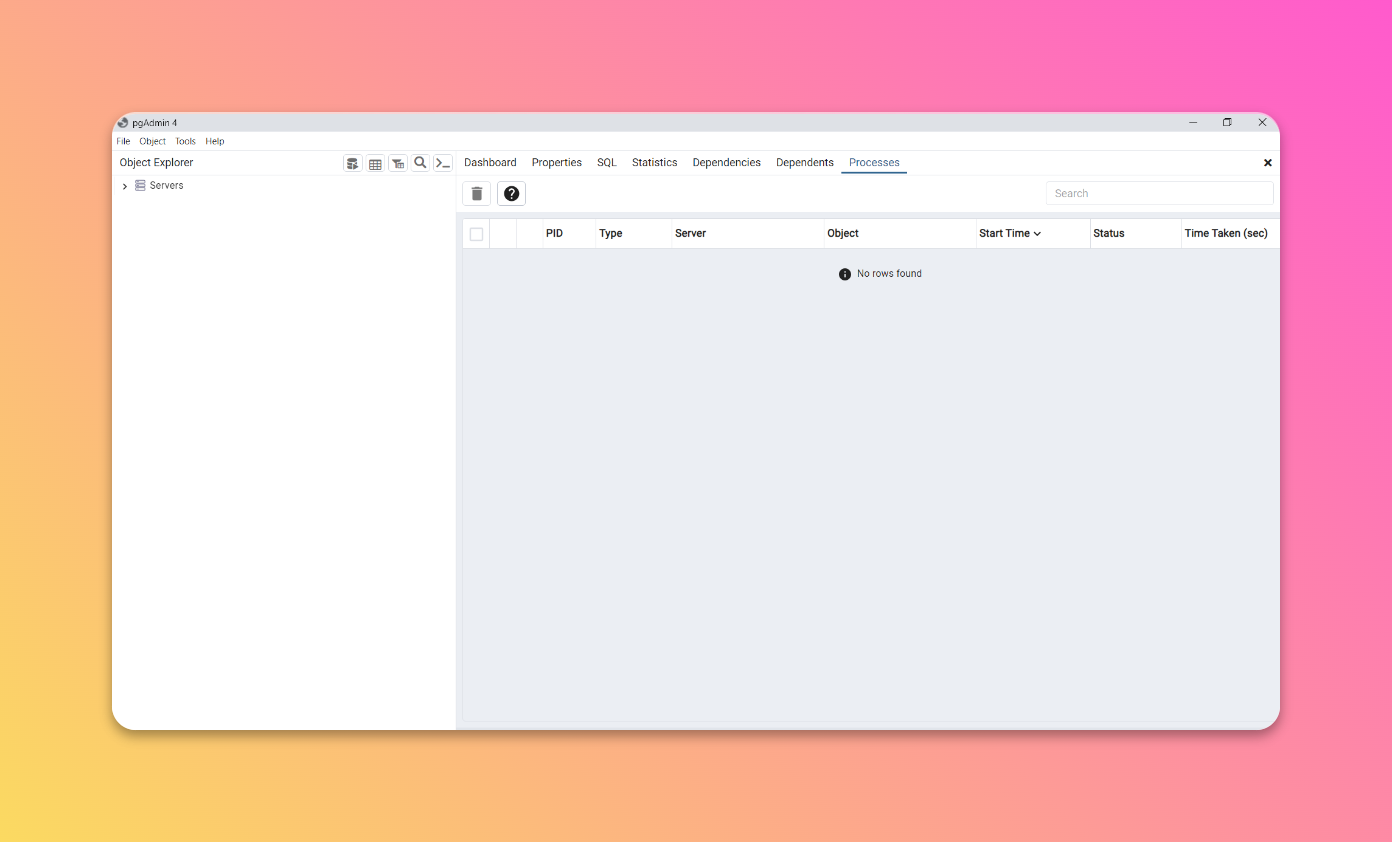 pgAdmin 4
File Object Tools Help
Object Explorer
Dashboard Properties SQL Statistics Dependencies Dependents Processes
Servers
Search
PID Type Server Object Start Time Status Time Taken (sec)
No rows found